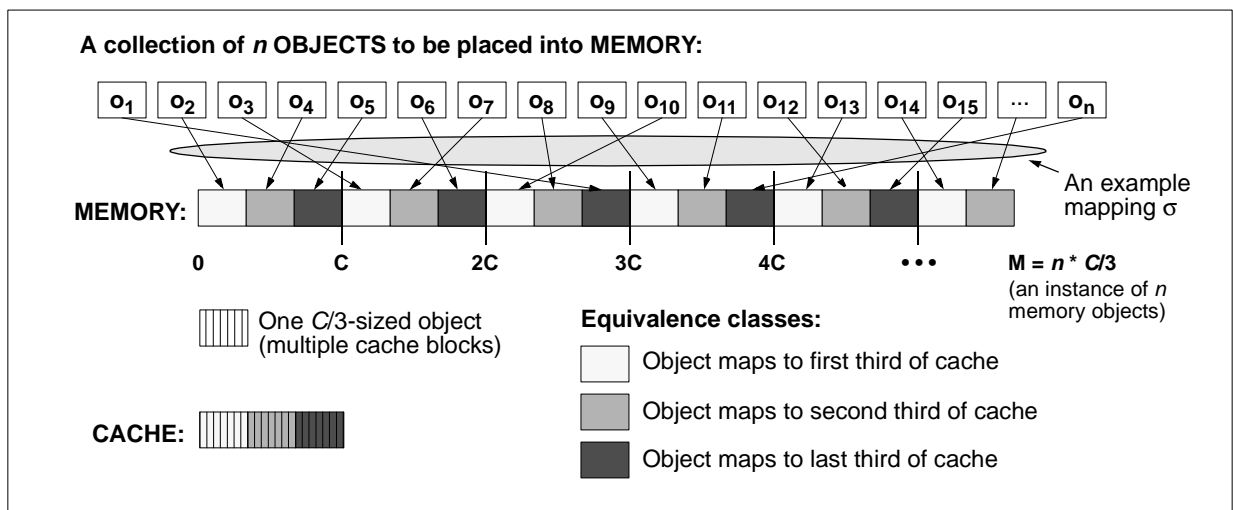 A collection of n OBJECTS to be placed into MEMORY:
o1 o2 o3 o4 o5 o6 o7 o8 o9 o10 o11 o12 o13 o14 o15 ... on
An example
mapping σ
MEMORY:
0 C 2C 3C 4C ••• M = n * C/3
(an instance of n
memory objects)
One C/3-sized object
(multiple cache blocks)
Equivalence classes:
Object maps to first third of cache
Object maps to second third of cache
CACHE:
Object maps to last third of cache